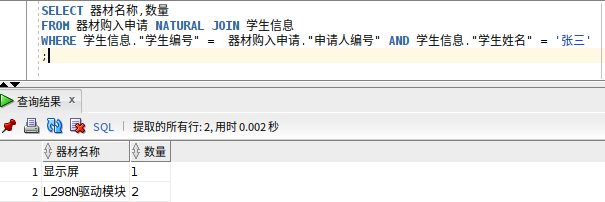 SELECT 器材名称,数量
FROM 器材购入申请 NATURAL JOIN 学生信息
WHERE 学生信息."学生编号" = 器材购入申请."申请人编号" AND 学生信息."学生姓名" = '张三'
;
查询结果 x
SQL | 提取的所有行: 2, 用时 0.002 秒
器材名称 数量
1 显示屏 1
2 L298N驱动模块 2